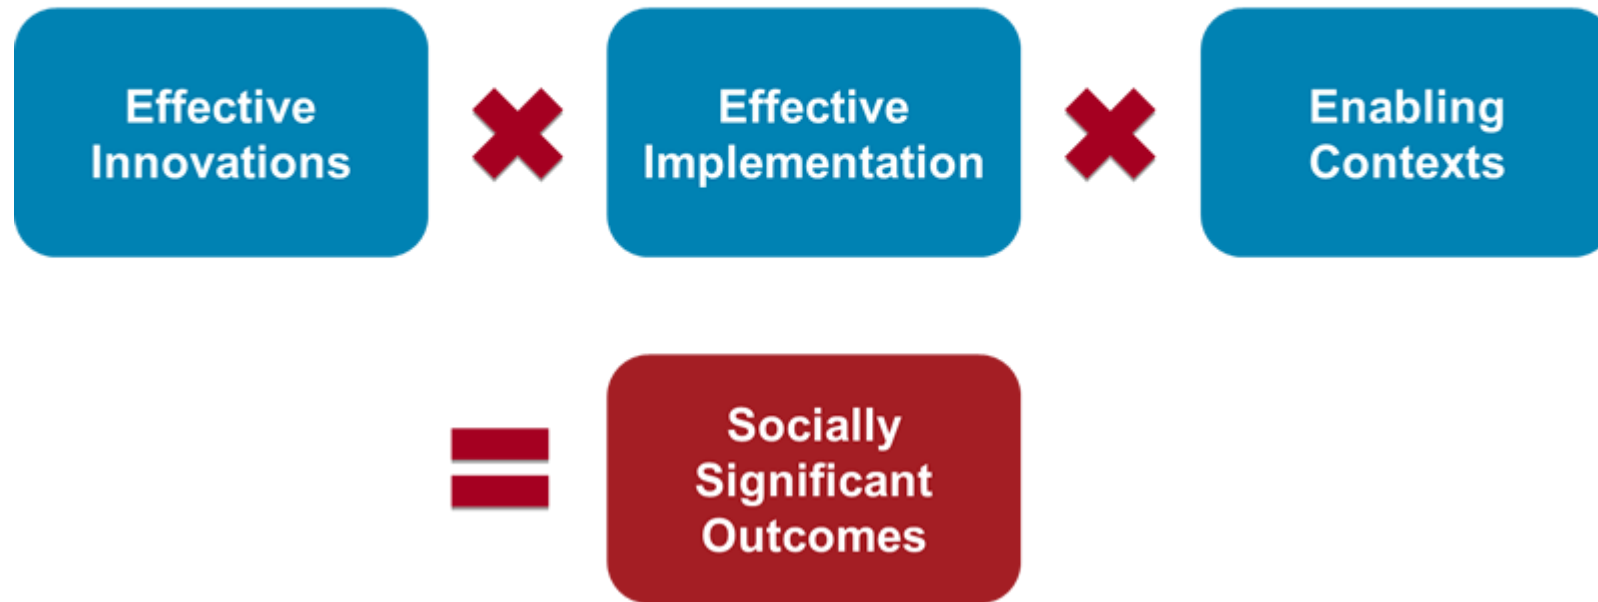 Effective
Innovations
Effective
Implementation
Enabling
Contexts
Socially
Significant
Outcomes